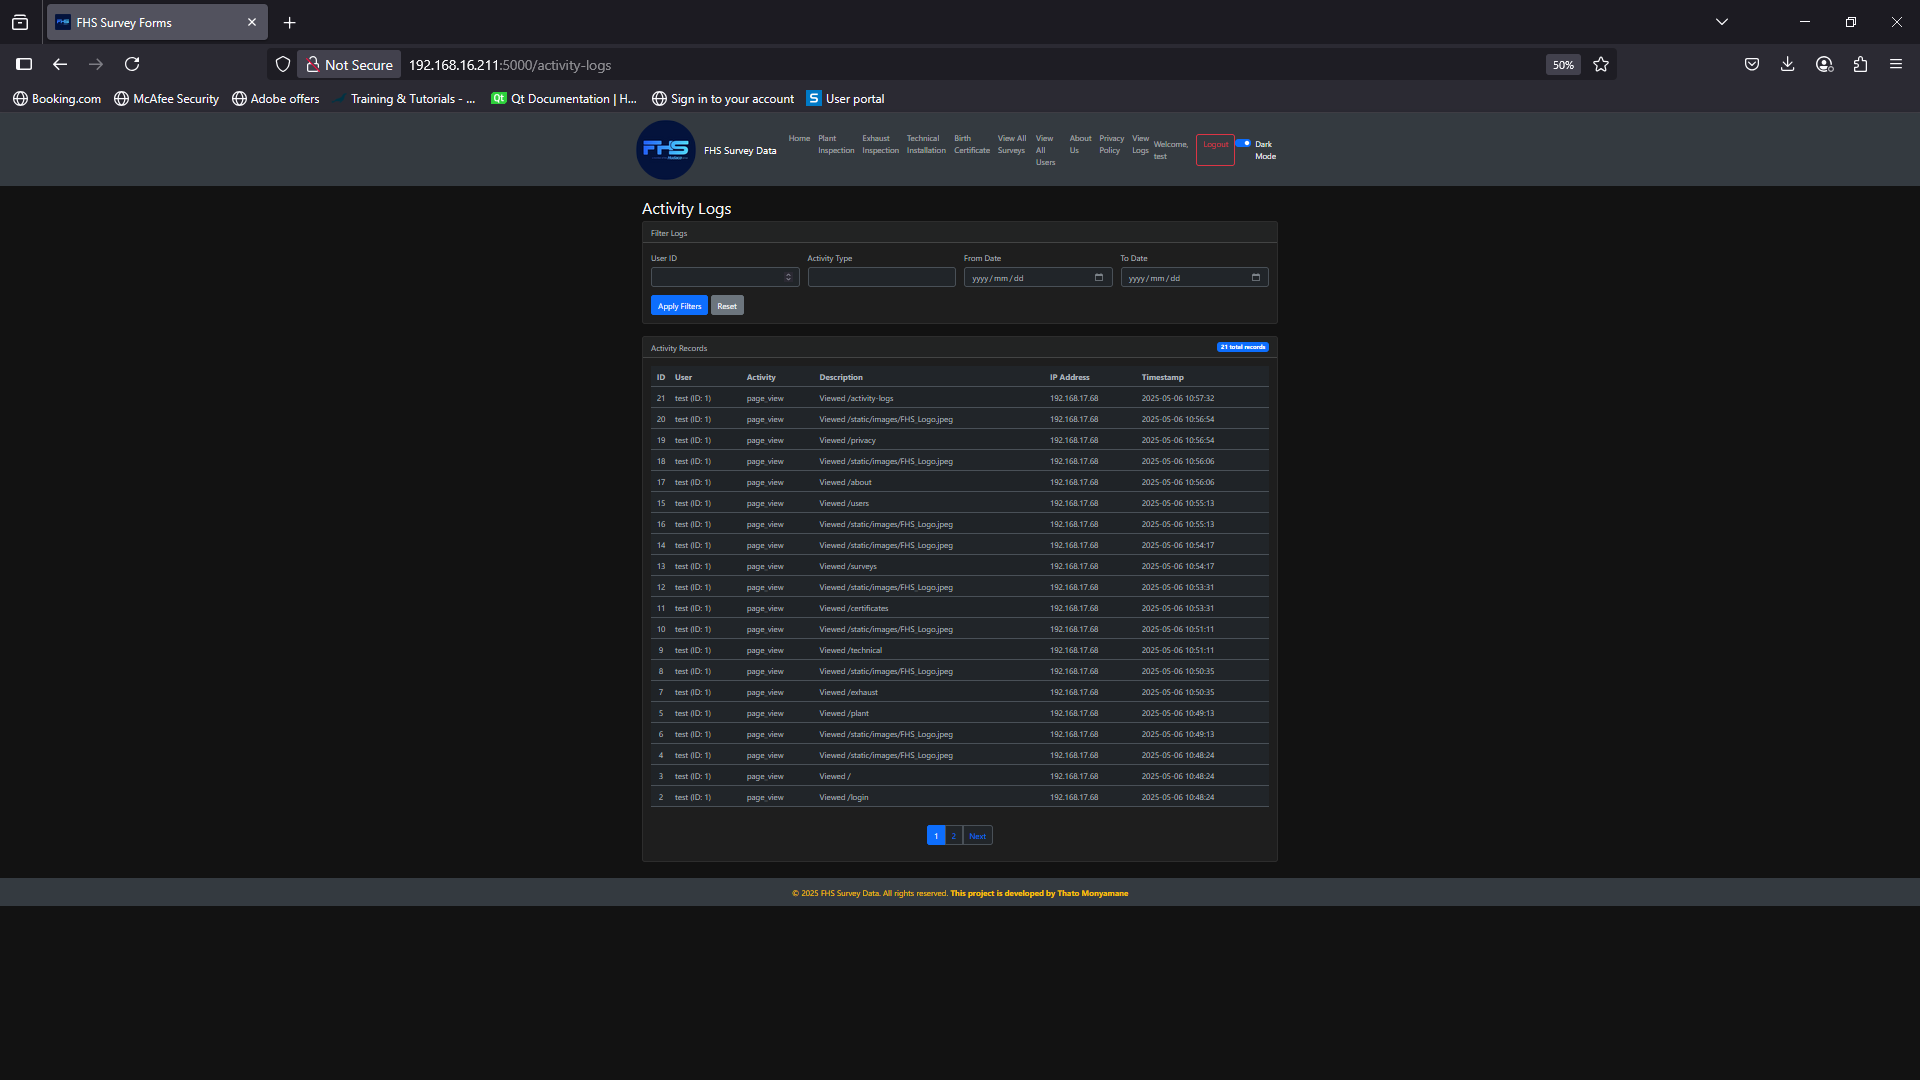 FHS Survey Forms
Not Secure 192.168.16.211:5000/activity-logs 50%
Booking.com McAfee Security Adobe offers Training & Tutorials - ... Qt Documentation | H... Sign in to your account User portal
FHS FHS Survey Data Home Plant Inspection Exhaust Inspection Technical Installation Birth Certificate View All Surveys View All Users About Us Privacy Policy View Logs Welcome, test Logout Dark Mode
Activity Logs
Filter Logs
User ID Activity Type From Date To Date
yyyy/mm/dd yyyy/mm/dd
Apply Filters Reset
Activity Records 21 total records
ID User Activity Description IP Address Timestamp
21 test (ID: 1) page_view Viewed /activity-logs 192.168.17.68 2025-05-06 10:57:32
20 test (ID: 1) page_view Viewed /static/images/FHS_Logo.jpeg 192.168.17.68 2025-05-06 10:56:54
19 test (ID: 1) page_view Viewed /privacy 192.168.17.68 2025-05-06 10:56:54
18 test (ID: 1) page_view Viewed /static/images/FHS_Logo.jpeg 192.168.17.68 2025-05-06 10:56:06
17 test (ID: 1) page_view Viewed /about 192.168.17.68 2025-05-06 10:56:06
15 test (ID: 1) page_view Viewed /users 192.168.17.68 2025-05-06 10:55:13
16 test (ID: 1) page_view Viewed /static/images/FHS_Logo.jpeg 192.168.17.68 2025-05-06 10:55:13
14 test (ID: 1) page_view Viewed /static/images/FHS_Logo.jpeg 192.168.17.68 2025-05-06 10:54:17
13 test (ID: 1) page_view Viewed /surveys 192.168.17.68 2025-05-06 10:54:17
12 test (ID: 1) page_view Viewed /static/images/FHS_Logo.jpeg 192.168.17.68 2025-05-06 10:53:31
11 test (ID: 1) page_view Viewed /certificates 192.168.17.68 2025-05-06 10:53:31
10 test (ID: 1) page_view Viewed /static/images/FHS_Logo.jpeg 192.168.17.68 2025-05-06 10:51:11
9 test (ID: 1) page_view Viewed /technical 192.168.17.68 2025-05-06 10:51:11
8 test (ID: 1) page_view Viewed /static/images/FHS_Logo.jpeg 192.168.17.68 2025-05-06 10:50:35
7 test (ID: 1) page_view Viewed /exhaust 192.168.17.68 2025-05-06 10:50:35
5 test (ID: 1) page_view Viewed /plant 192.168.17.68 2025-05-06 10:49:13
6 test (ID: 1) page_view Viewed /static/images/FHS_Logo.jpeg 192.168.17.68 2025-05-06 10:49:13
4 test (ID: 1) page_view Viewed /static/images/FHS_Logo.jpeg 192.168.17.68 2025-05-06 10:48:24
3 test (ID: 1) page_view Viewed / 192.168.17.68 2025-05-06 10:48:24
2 test (ID: 1) page_view Viewed /login 192.168.17.68 2025-05-06 10:48:24
1 2 Next
© 2025 FHS Survey Data. All rights reserved. This project is developed by Thato Monyamane